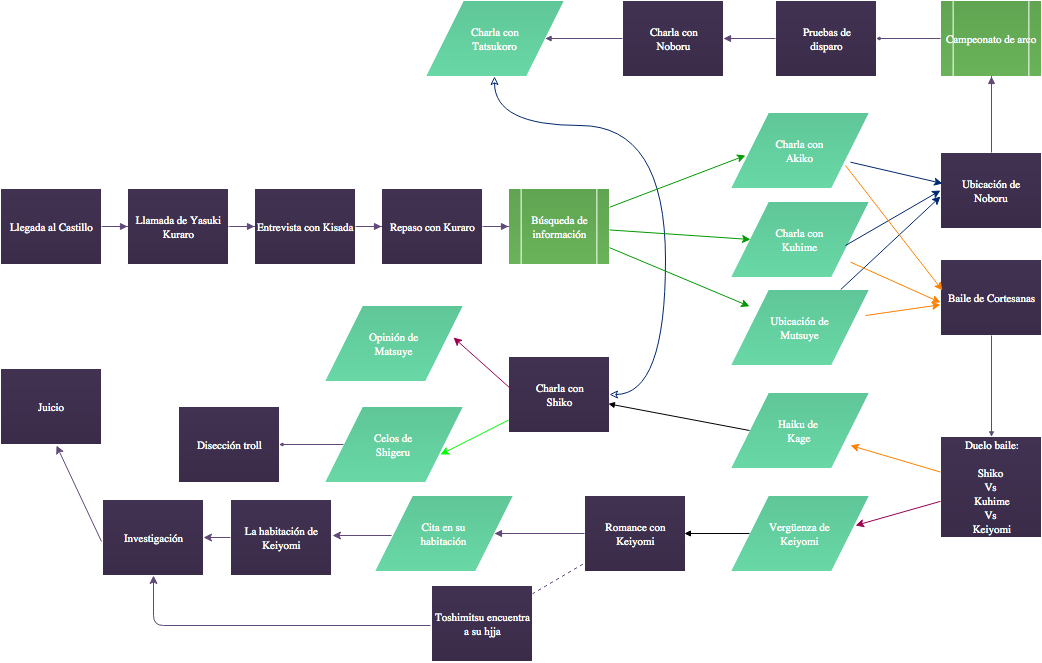 Charla con
Tatsukoro
Charla con
Noboru
Pruebas de
disparo
Campeonato de arco
Charla con
Akiko
Ubicación de
Noboru
Llegada al Castillo
Llamada de Yasuki
Kuraro
Entrevista con Kisada
Repaso con Kuraro
Búsqueda de
información
Charla con
Kuhime
Baile de Cortesanas
Ubicación de
Mutsuye
Opinión de
Matsuye
Charla con
Shiko
Juicio
Disección troll
Celos de
Shigeru
Haiku de
Kage
Duelo baile:
Shiko
Vs
Kuhime
Vs
Keiyomi
Investigación
La habitación de
Keiyomi
Cita en su
habitación
Romance con
Keiyomi
Vergüenza de
Keiyomi
Toshimitsu encuentra
a su hjja